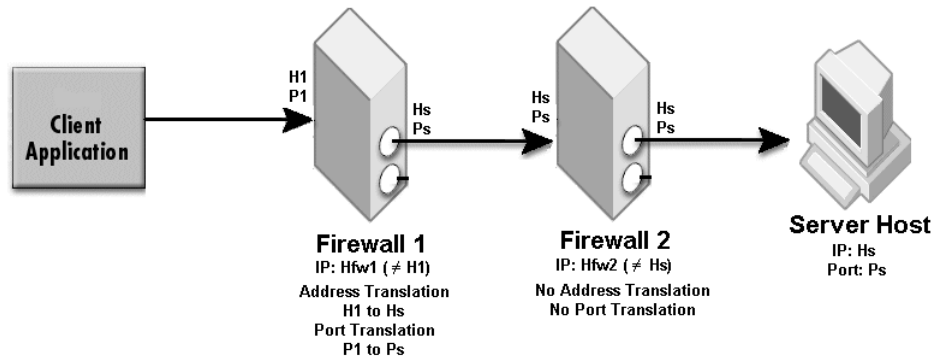 Client
Application
H1
P1
Hs
Ps
Hs
Ps
Hs
Ps
Firewall 1
IP: Hfw1 ( ≠ H1)
Address Translation
H1 to Hs
Port Translation
P1 to Ps
Firewall 2
IP: Hfw2 ( ≠ Hs)
No Address Translation
No Port Translation
Server Host
IP: Hs
Port: Ps